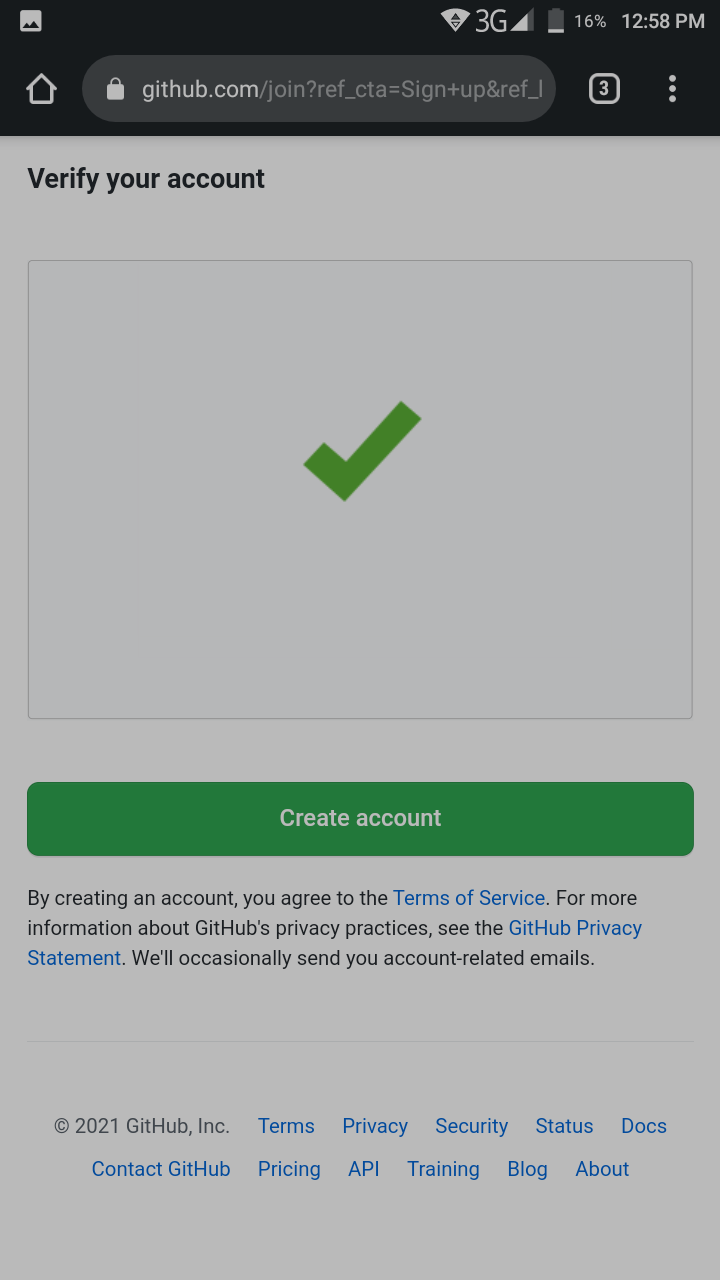 3G 16% 12:58 PM
github.com/join?ref_cta=Sign+up&ref_l
3
Verify your account
Create account
By creating an account, you agree to the Terms of Service. For more
information about GitHub's privacy practices, see the GitHub Privacy
Statement. We'll occasionally send you account-related emails.
© 2021 GitHub, Inc. Terms Privacy Security Status Docs
Contact GitHub Pricing API Training Blog About